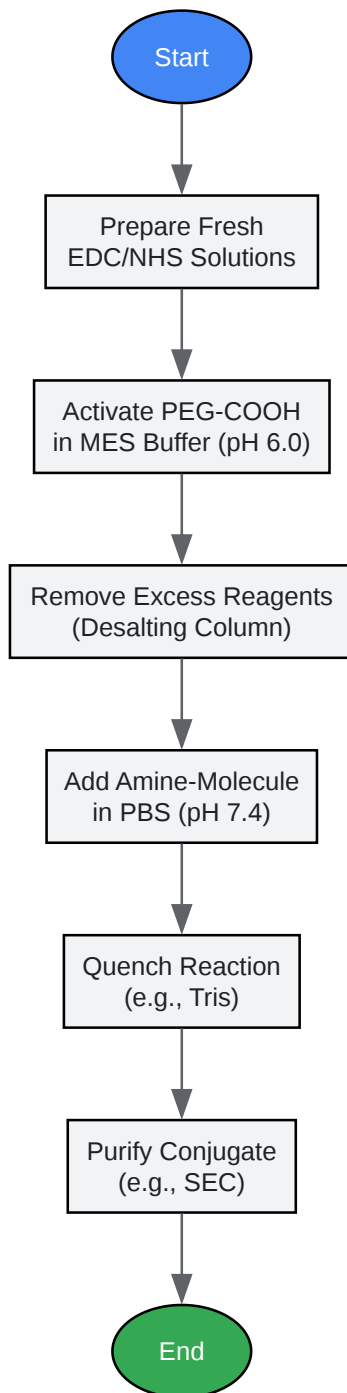 Start
Prepare Fresh
EDC/NHS Solutions
Activate PEG-COOH
in MES Buffer (pH 6.0)
Remove Excess Reagents
(Desalting Column)
Add Amine-Molecule
in PBS (pH 7.4)
Quench Reaction
(e.g., Tris)
Purify Conjugate
(e.g., SEC)
End